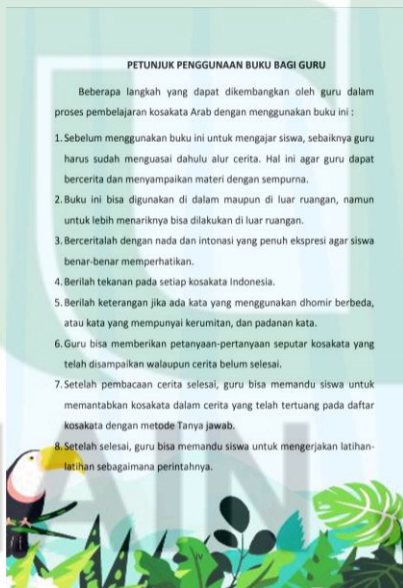 PETUNJUK PENGGUNAAN BUKU BAGI GURU
Beberapa langkah yang dapat dikembangkan oleh guru dalam
proses pembelajaran kosakata Arab dengan menggunakan buku ini :
1. Sebelum menggunakan buku ini untuk mengajar siswa, sebaiknya guru
harus sudah menguasai dahulu alur cerita. Hal ini agar guru dapat
bercerita dan menyampaikan materi dengan sempurna.
2. Buku ini bisa digunakan di dalam maupun di luar ruangan, namun
untuk lebih menariknya bisa dilakukan di luar ruangan.
3. Berceritalah dengan nada dan intonasi yang penuh ekspresi agar siswa
benar-benar memperhatikan.
4. Berilah tekanan pada setiap kosakata Indonesia.
5. Berilah keterangan jika ada kata yang menggunakan dhomir berbeda,
atau kata yang mempunyai kerumitan, dan padanan kata.
6. Guru bisa memberikan petanyaan-pertanyaan seputar kosakata yang
telah disampaikan walaupun cerita belum selesai.
7. Setelah pembacaan cerita selesai, guru bisa memandu siswa untuk
memantabkan kosakata dalam cerita yang telah tertuang pada daftar
kosakata dengan metode Tanya jawab.
8. Setelah selesai, guru bisa memandu siswa untuk mengerjakan latihan-
latihan sebagaimana perintahnya.